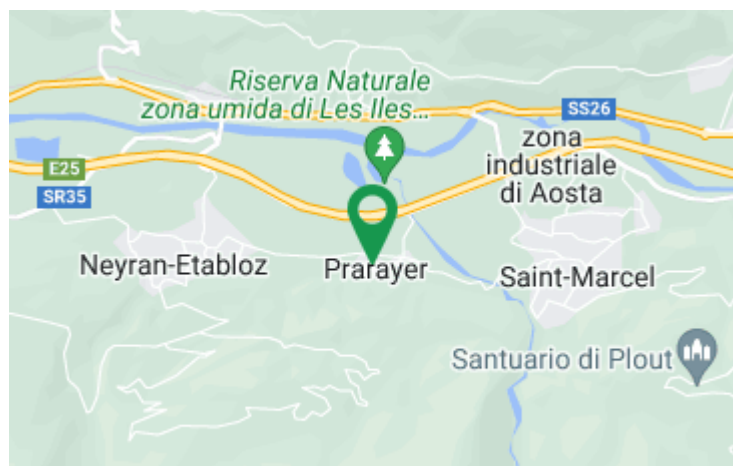 Riserva Naturale
zona umida di Les Iles...
SS26
zona
industriale
di Aosta
E25
SR35
Neyran-Etabloz
Prarayer
Saint-Marcel
Santuario di Plout